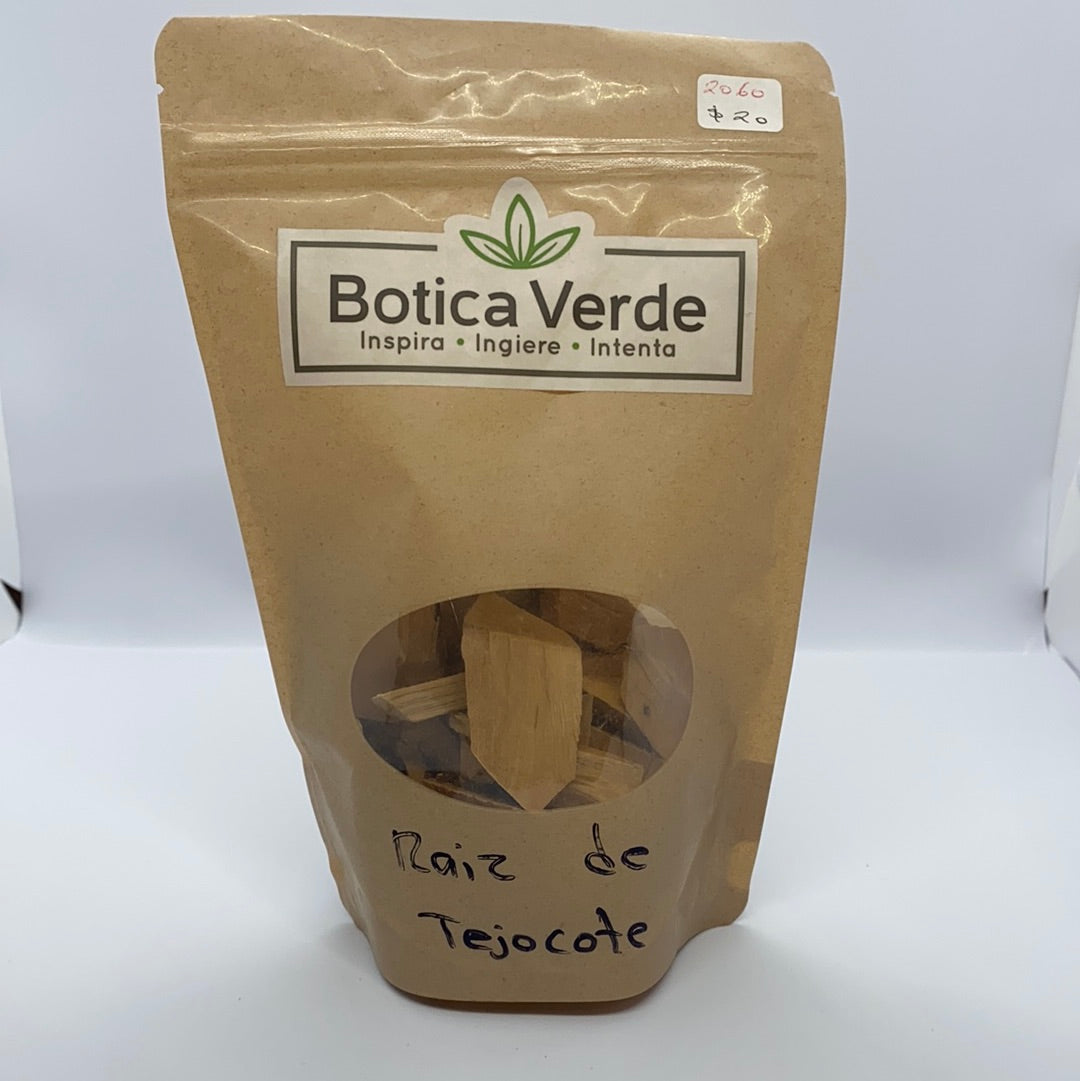 2060
$20
Botica Verde
Inspira • Ingiere • Intenta
Raiz de
Tejocote